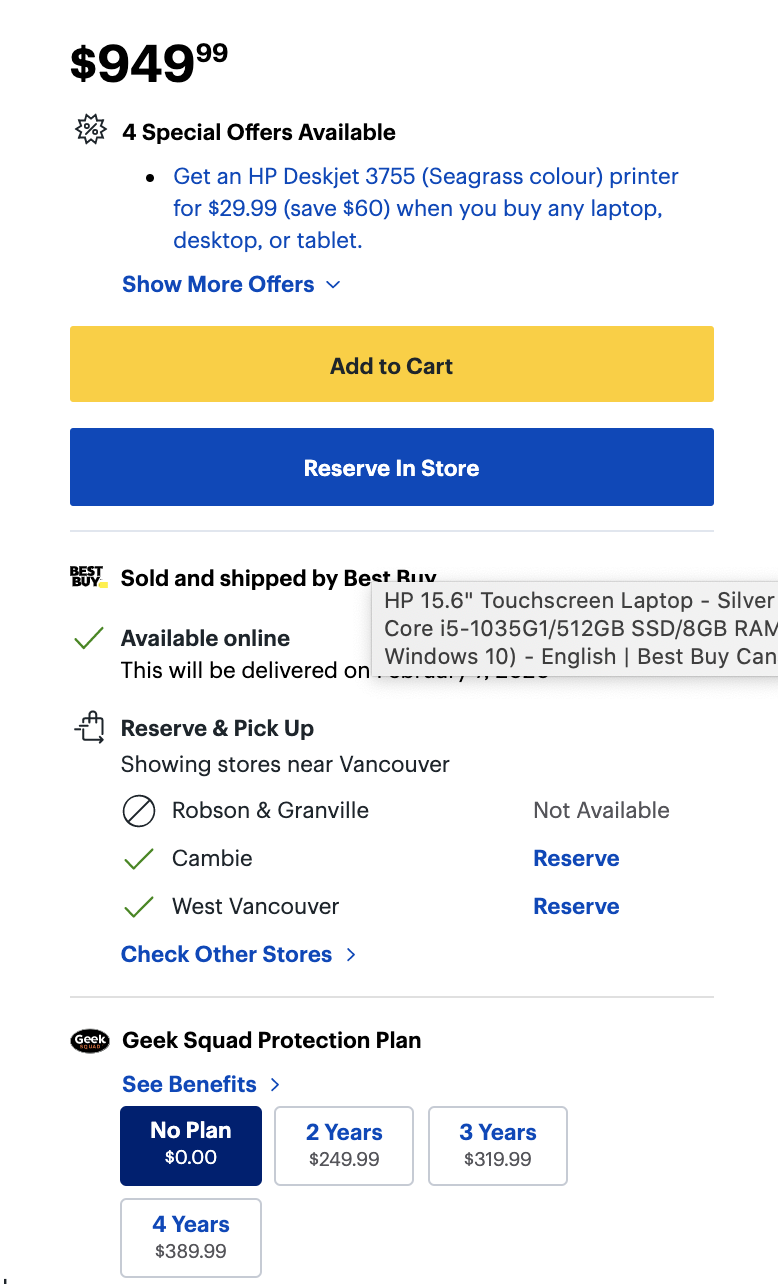 $949.99
4 Special Offers Available
• Get an HP Deskjet 3755 (Seagrass colour) printer
for $29.99 (save $60) when you buy any laptop,
desktop, or tablet.
Show More Offers
Add to Cart
Reserve In Store
BEST BUY Sold and shipped by Best Buy
HP 15.6" Touchscreen Laptop - Silver
Core i5-1035G1/512GB SSD/8GB RAM
Windows 10) - English | Best Buy Can
Available online
This will be delivered on
Reserve & Pick Up
Showing stores near Vancouver
Robson & Granville Not Available
Cambie Reserve
West Vancouver Reserve
Check Other Stores
Geek Squad Geek Squad Protection Plan
See Benefits
No Plan 2 Years 3 Years
$0.00 $249.99 $319.99
4 Years
$389.99